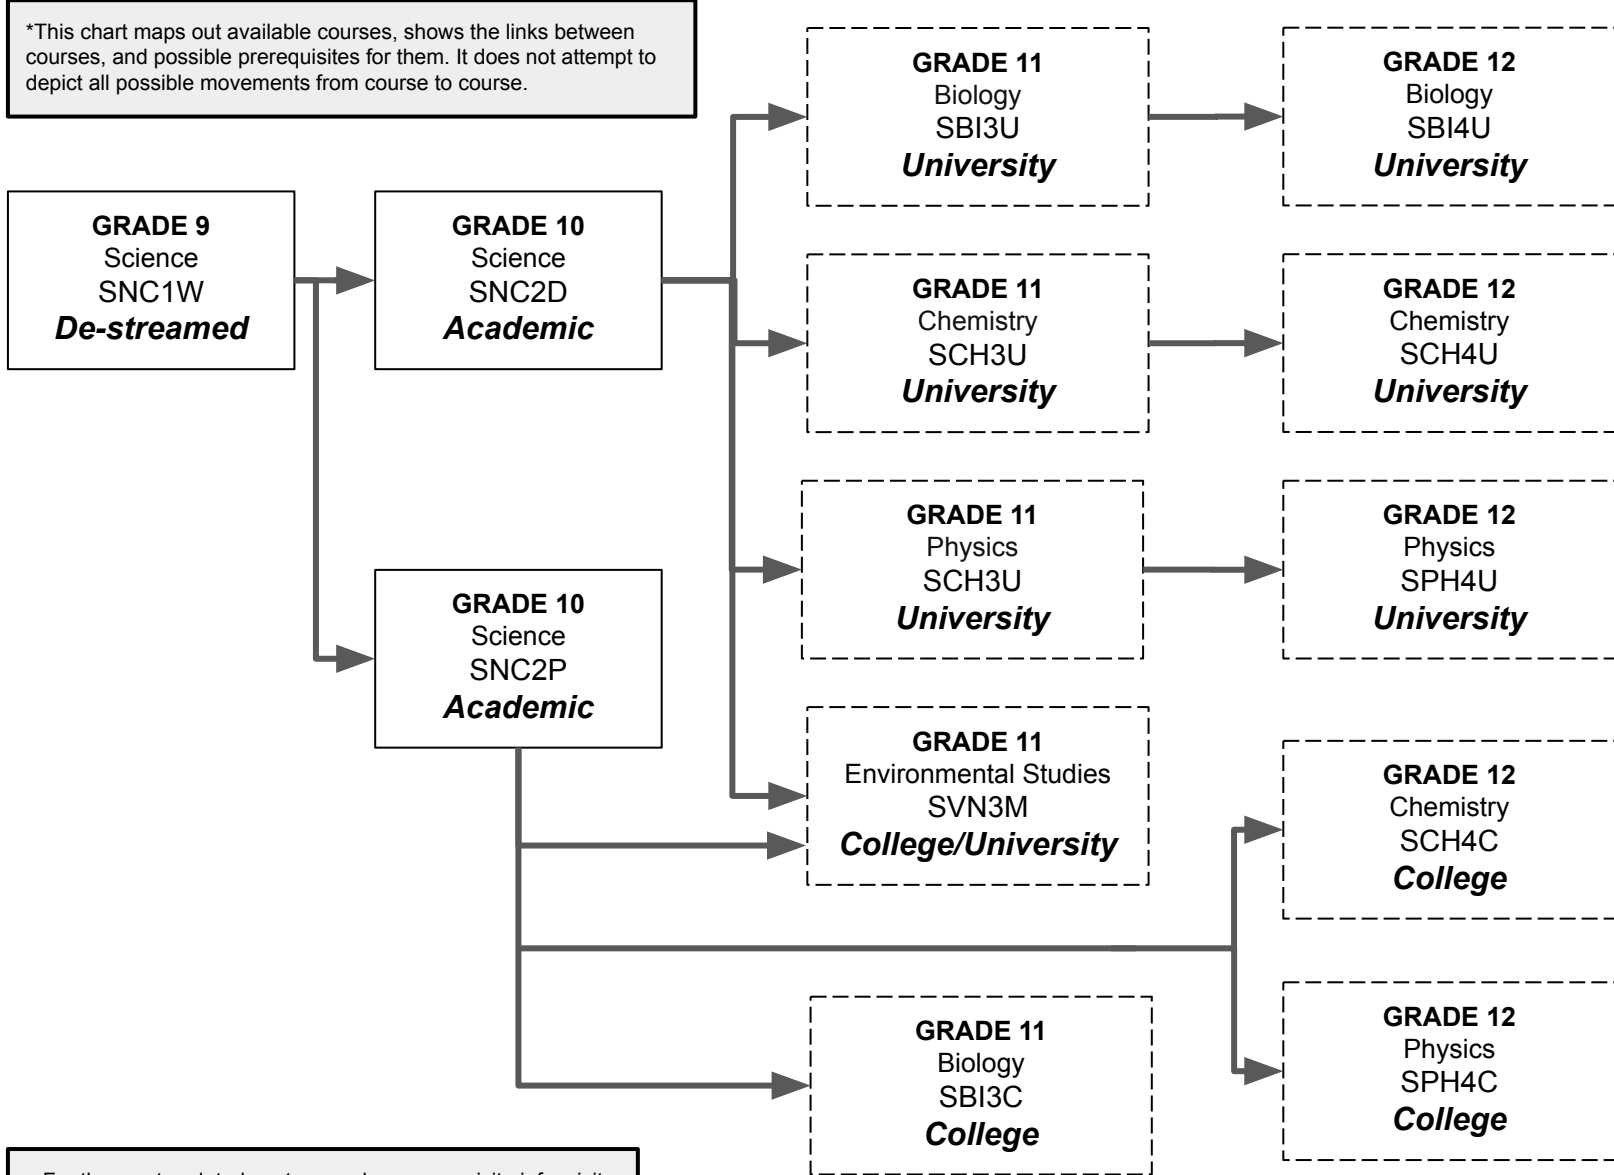 *This chart maps out available courses, shows the links between
courses, and possible prerequisites for them. It does not attempt to
depict all possible movements from course to course.
GRADE 9
Science
SNC1W
De-streamed
GRADE 10
Science
SNC2D
Academic
GRADE 10
Science
SNC2P
Academic
GRADE 11
Biology
SBI3U
University
GRADE 12
Biology
SBI4U
University
GRADE 11
Chemistry
SCH3U
University
GRADE 12
Chemistry
SCH4U
University
GRADE 11
Physics
SCH3U
University
GRADE 12
Physics
SPH4U
University
GRADE 11
Environmental Studies
SVN3M
College/University
GRADE 12
Chemistry
SCH4C
College
GRADE 11
Biology
SBI3C
College
GRADE 12
Physics
SPH4C
College